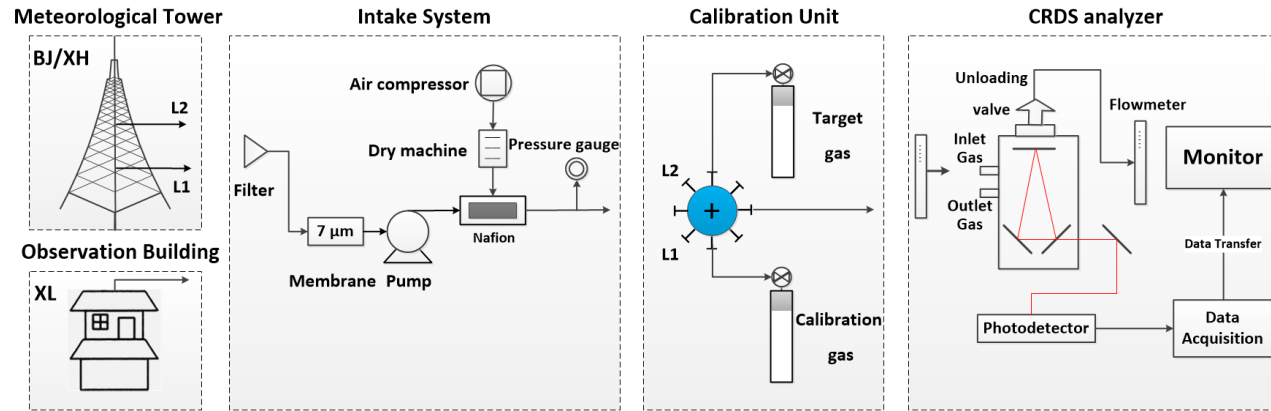 Meteorological Tower
BJ/XH
L2
L1
Observation Building
XL
Intake System
Air compressor
Dry machine
Pressure gauge
Filter
7 μm
Nafion
Membrane
Pump
Calibration Unit
Target
gas
L2
L1
Calibration
gas
CRDS analyzer
Unloading
valve
Flowmeter
Inlet
Gas
Outlet
Gas
Monitor
Data Transfer
Photodetector
Data
Acquisition